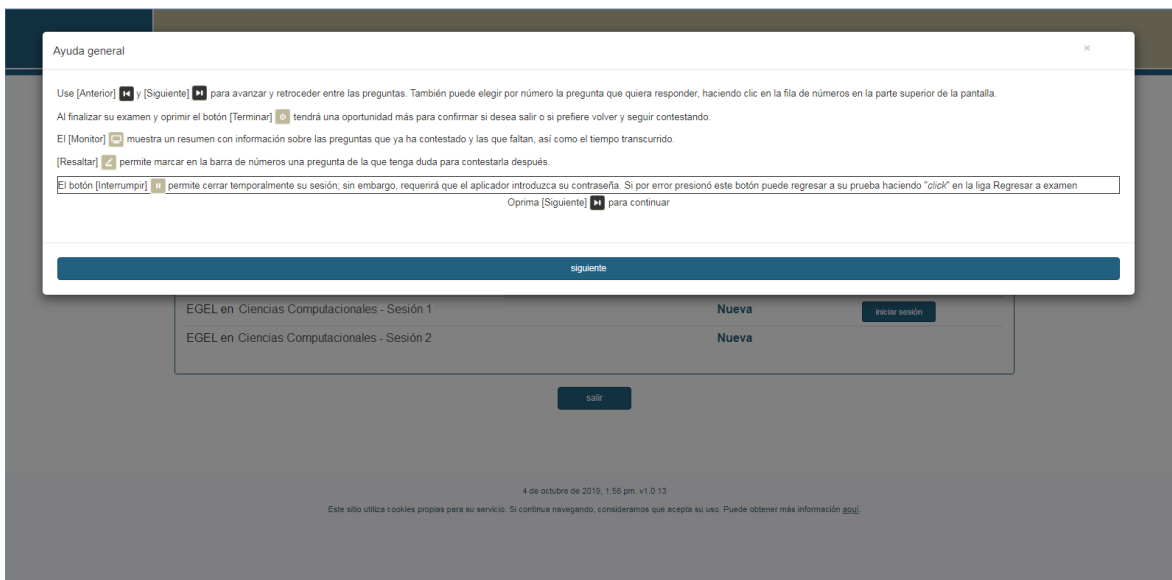 Ayuda general
×
Use [Anterior] y [Siguiente] para avanzar y retroceder entre las preguntas. También puede elegir por número la pregunta que quiera responder, haciendo clic en la fila de números en la parte superior de la pantalla.
Al finalizar su examen y oprimir el botón [Terminar] tendrá una oportunidad más para confirmar si desea salir o si prefiere volver y seguir contestando.
El [Monitor] muestra un resumen con información sobre las preguntas que ya ha contestado y las que faltan, así como el tiempo transcurrido.
[Resaltar] permite marcar en la barra de números una pregunta de la que tenga duda para contestarla después.
El botón [Interrumpir] permite cerrar temporalmente su sesión; sin embargo, requerirá que el aplicador introduzca su contraseña. Si por error presionó este botón puede regresar a su prueba haciendo "click" en la liga Regresar a examen
Oprima [Siguiente] para continuar
siguiente
EGEL en Ciencias Computacionales - Sesión 1 Nueva iniciar sesión
EGEL en Ciencias Computacionales - Sesión 2 Nueva
salir
4 de octubre de 2019, 1:58 pm. v1.0.13
Este sitio utiliza cookies propias para su servicio. Si continua navegando, consideramos que acepta su uso. Puede obtener más información aquí.